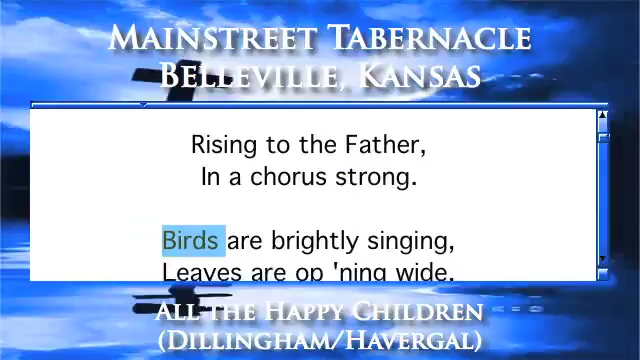 Mainstreet Tabernacle
Belleville, Kansas
Rising to the Father,
In a chorus strong.
Birds are brightly singing,
Leaves are op 'ning wide.
All the Happy Children
(Dillingham/Havergal)